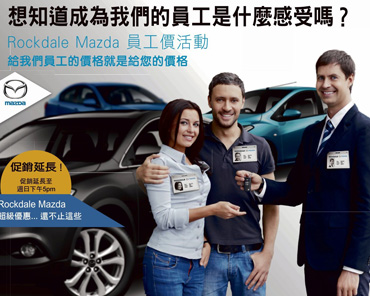 想知道成為我們的員工是什麼感受嗎？
Rockdale Mazda 員工價活動
給我們員工的價格就是給您的價格
mazda
促銷延長！
促銷延長至
週日下午5pm
Rockdale Mazda
超級優惠... 還不止這些